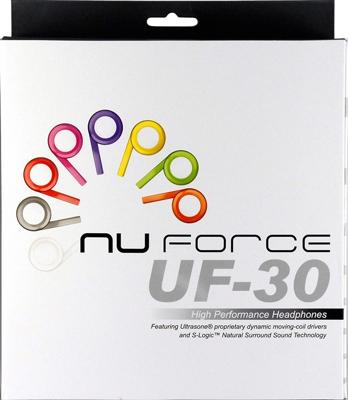 nu force
UF-30
High Performance Headphones
Featuring Ultrasone® proprietary dynamic moving-coil drivers
and S-Logic™ Natural Surround Sound Technology